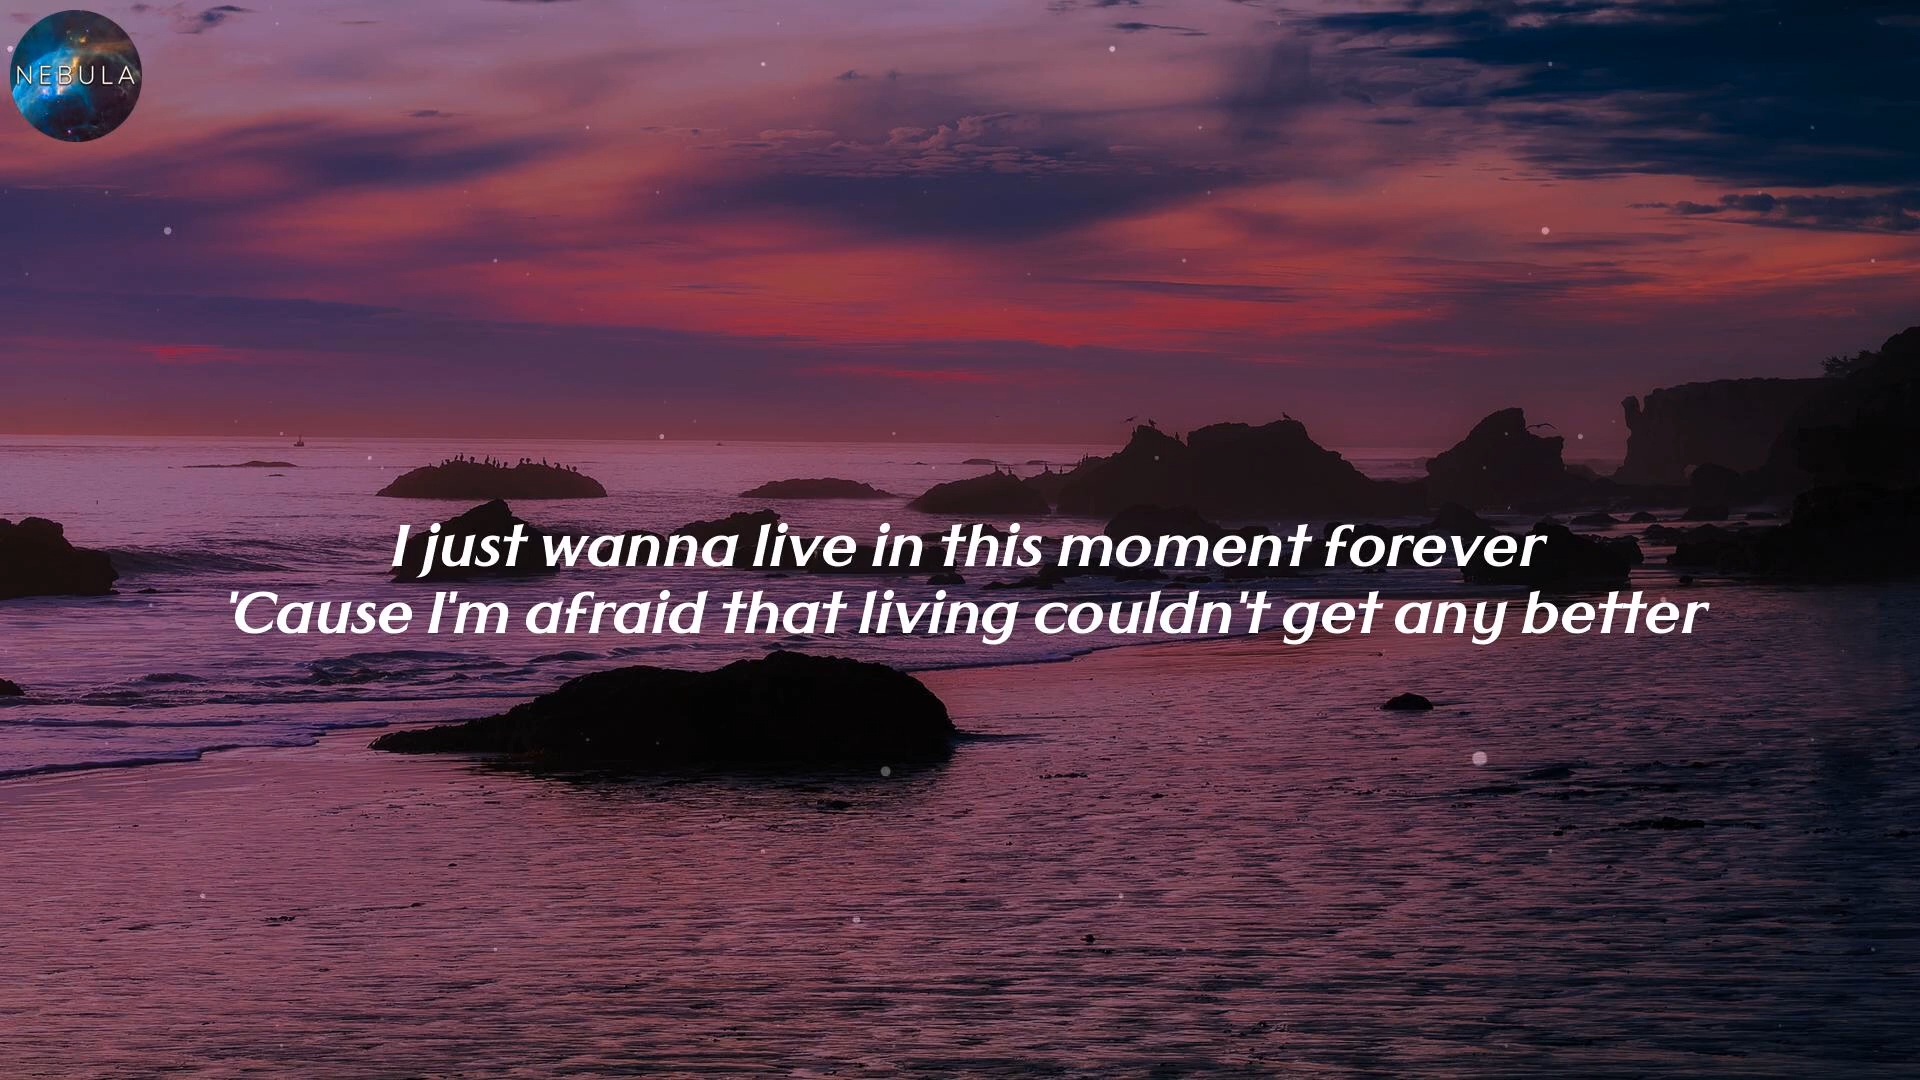 NEBULA
I just wanna live in this moment forever
'Cause I'm afraid that living couldn't get any better